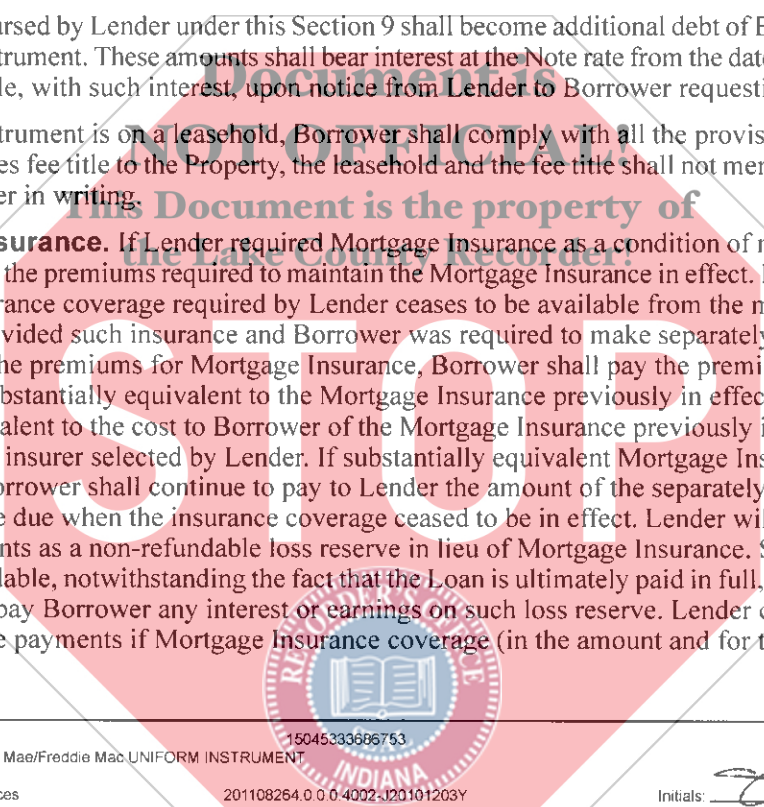 ursed by Lender under this Section 9 shall become additional debt of B
strument. These amounts shall bear interest at the Note rate from the date
le, with such interest, upon notice from Lender to Borrower requesti
Document is
strument is on a leasehold, Borrower shall comply with all the provis
NOT OFFICIAL!
es fee title to the Property, the leasehold and the fee title shall not mer
er in writing.
This Document is the property of
surance. If Lender required Mortgage Insurance as a condition of m
the Lake County Recorder!
the premiums required to maintain the Mortgage Insurance in effect. I
rance coverage required by Lender ceases to be available from the m
vided such insurance and Borrower was required to make separately
he premiums for Mortgage Insurance, Borrower shall pay the premi
bstantially equivalent to the Mortgage Insurance previously in effec
alent to the cost to Borrower of the Mortgage Insurance previously i
STOP
insurer selected by Lender. If substantially equivalent Mortgage Ins
orrower shall continue to pay to Lender the amount of the separately
e due when the insurance coverage ceased to be in effect. Lender wil
nts as a non-refundable loss reserve in lieu of Mortgage Insurance. S
lable, notwithstanding the fact that the Loan is ultimately paid in full,
pay Borrower any interest or earnings on such loss reserve. Lender c
e payments if Mortgage Insurance coverage (in the amount and for t
RECORDER'S OFFICE
SEAL
INDIANA
15045333686753
Mae/Freddie Mac UNIFORM INSTRUMENT
ces
201108264.0.0.0.4002-J20101203Y
Initials: